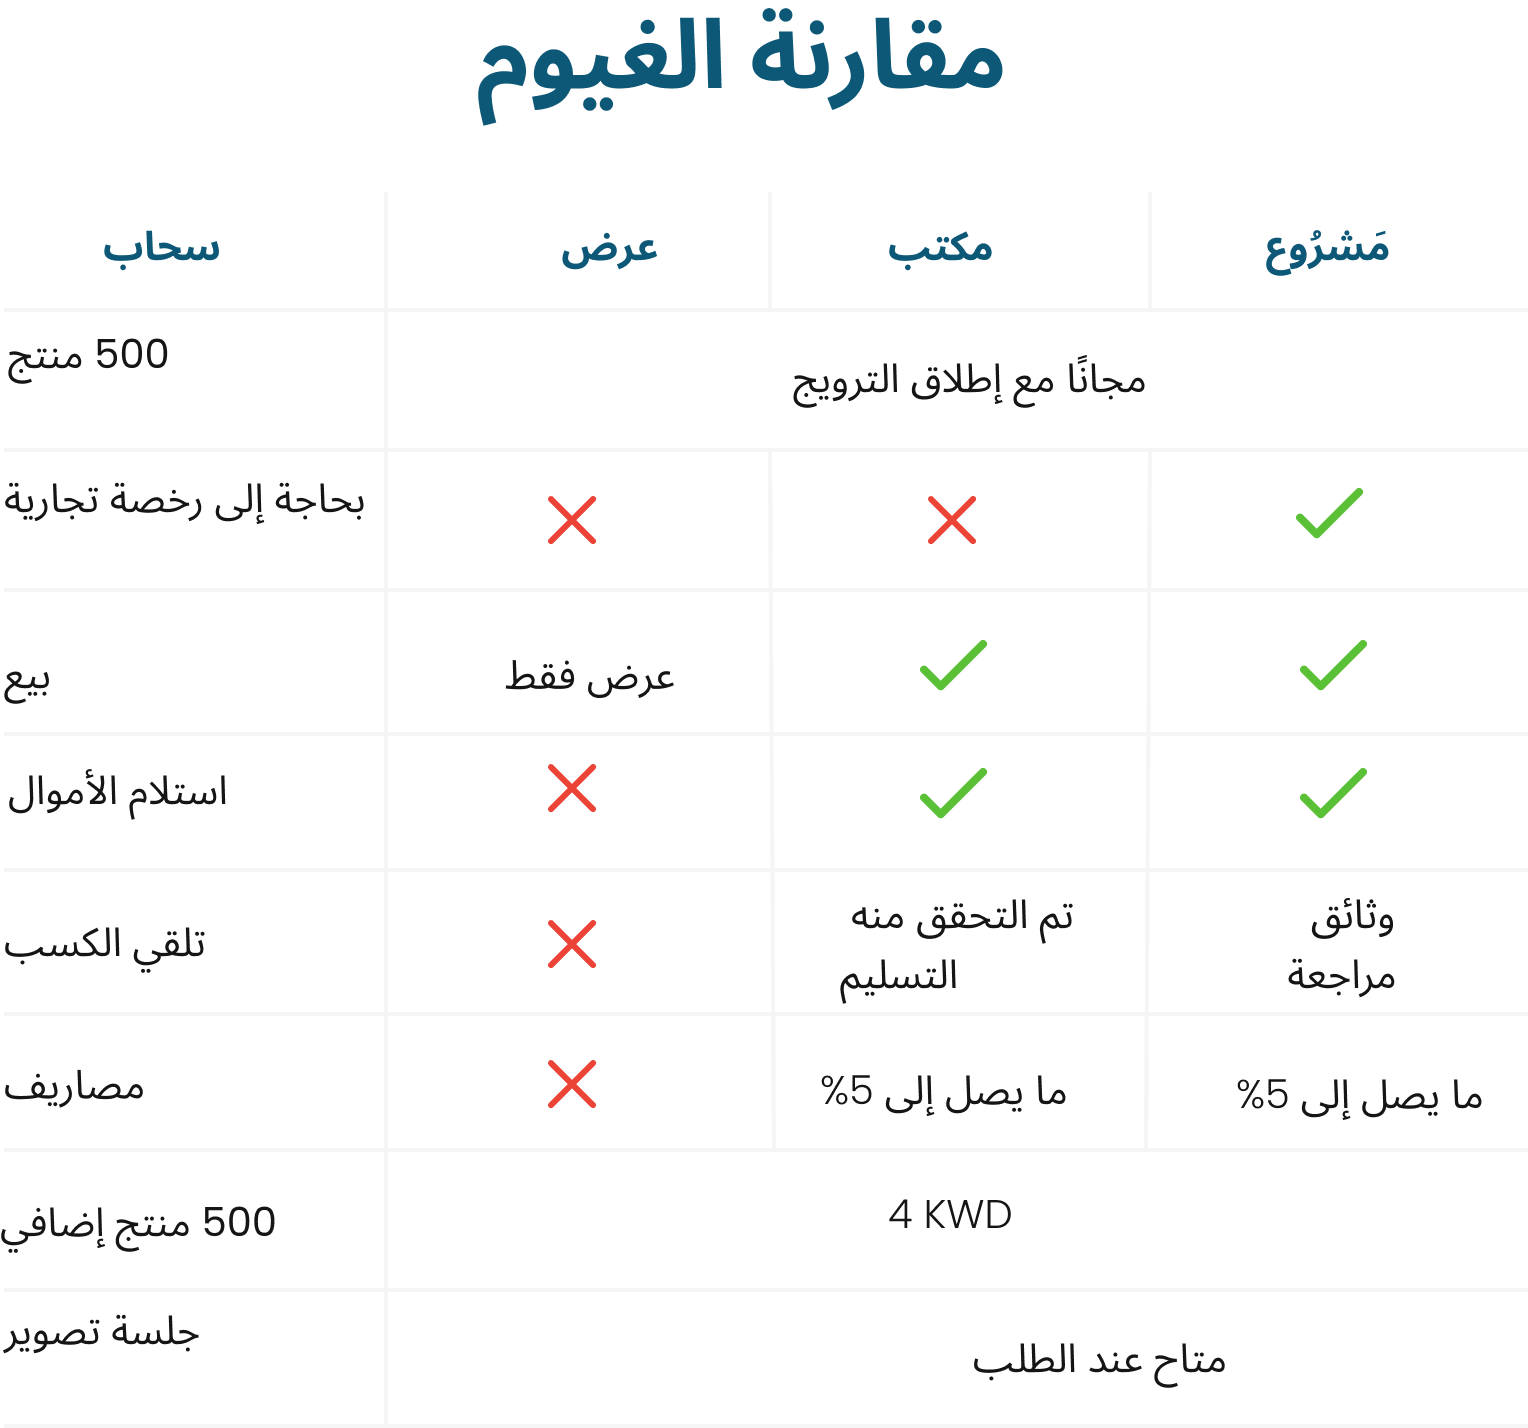 مقارنة الغيوم
سحاب
عرض
مكتب
مَشرُوع
500 منتج
مجانًا مع إطلاق الترويج
بحاجة إلى رخصة تجارية
بيع
عرض فقط
استلام الأموال
تلقي الكسب
تم التحقق منه
التسليم
وثائق
مراجعة
مصاريف
ما يصل إلى 5%
ما يصل إلى 5%
500 منتج إضافي
4 KWD
جلسة تصوير
متاح عند الطلب